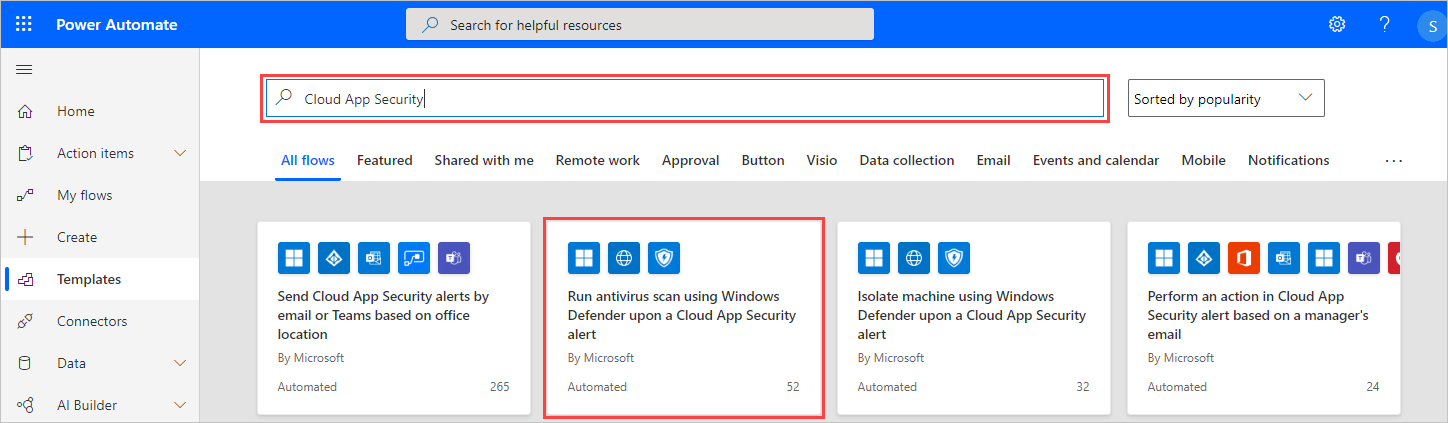 Power Automate
Search for helpful resources
?
S
Cloud App Security
Sorted by popularity
Home
Action items
My flows
Create
Templates
Connectors
Data
AI Builder
All flows Featured Shared with me Remote work Approval Button Visio Data collection Email Events and calendar Mobile Notifications ...
Send Cloud App Security alerts by
email or Teams based on office
location
By Microsoft
Automated 265
Run antivirus scan using Windows
Defender upon a Cloud App Security
alert
By Microsoft
Automated 52
Isolate machine using Windows
Defender upon a Cloud App Security
alert
By Microsoft
Automated 32
Perform an action in Cloud App
Security alert based on a manager's
email
By Microsoft
Automated 24